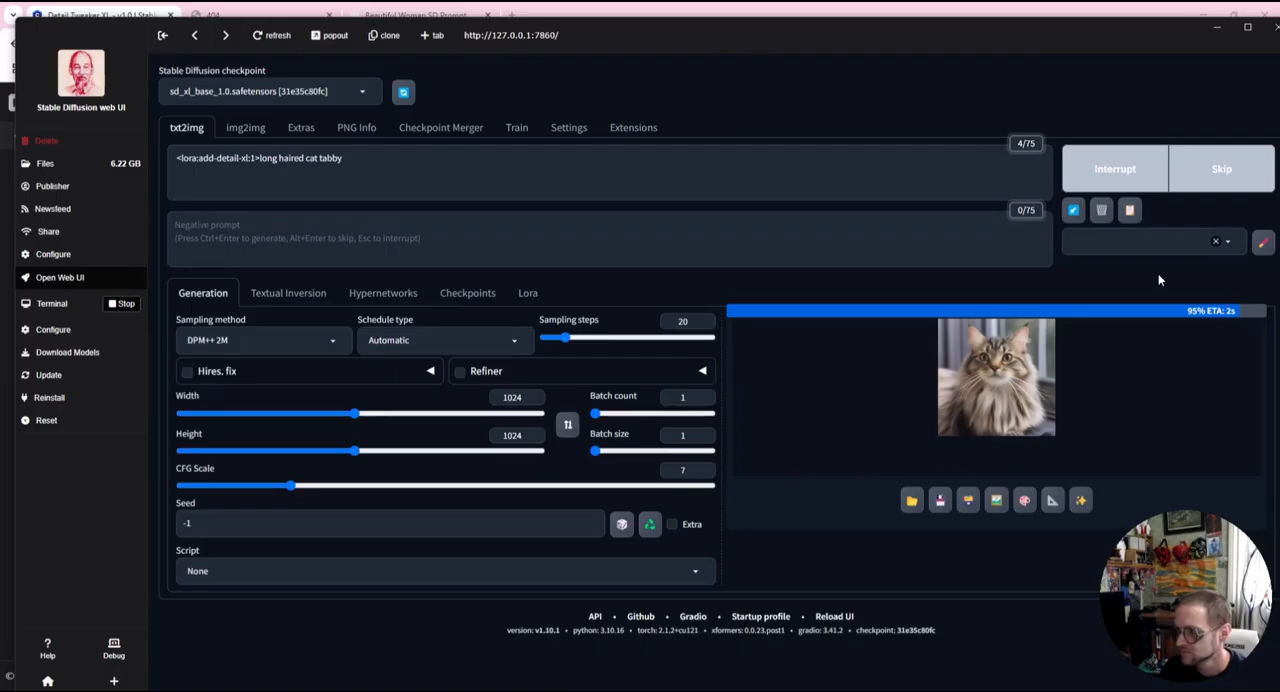 Detail Tweaker XL - v1.0 | Stabl
404
Beautiful Women SD Prompt
refresh
popout
clone
tab
http://127.0.0.1:7860/
Stable Diffusion web UI
Delete
Files 6.22 GB
Publisher
Newsfeed
Share
Configure
Open Web UI
Terminal Stop
Configure
Download Models
Update
Reinstall
Reset
Help
Debug
Stable Diffusion checkpoint
sd_xl_base_1.0.safetensors [31e35c80fc]
txt2img img2img Extras PNG Info Checkpoint Merger Train Settings Extensions
4/75
<lora:add-detail-xl:1>long haired cat tabby
Interrupt Skip
0/75
Negative prompt
(Press Ctrl+Enter to generate, Alt+Enter to skip, Esc to interrupt)
Generation Textual Inversion Hypernetworks Checkpoints Lora
Sampling method Schedule type Sampling steps 20
DPM++ 2M Automatic
Hires. fix Refiner
Width 1024 Batch count 1
Height 1024 Batch size 1
CFG Scale 7
Seed
-1
Extra
Script
None
95% ETA: 2s
API • Github • Gradio • Startup profile • Reload UI
version: v1.10.1 • python: 3.10.16 • torch: 2.1.2+cu121 • xformers: 0.0.23.post1 • gradio: 3.41.2 • checkpoint: 31e35c80fc